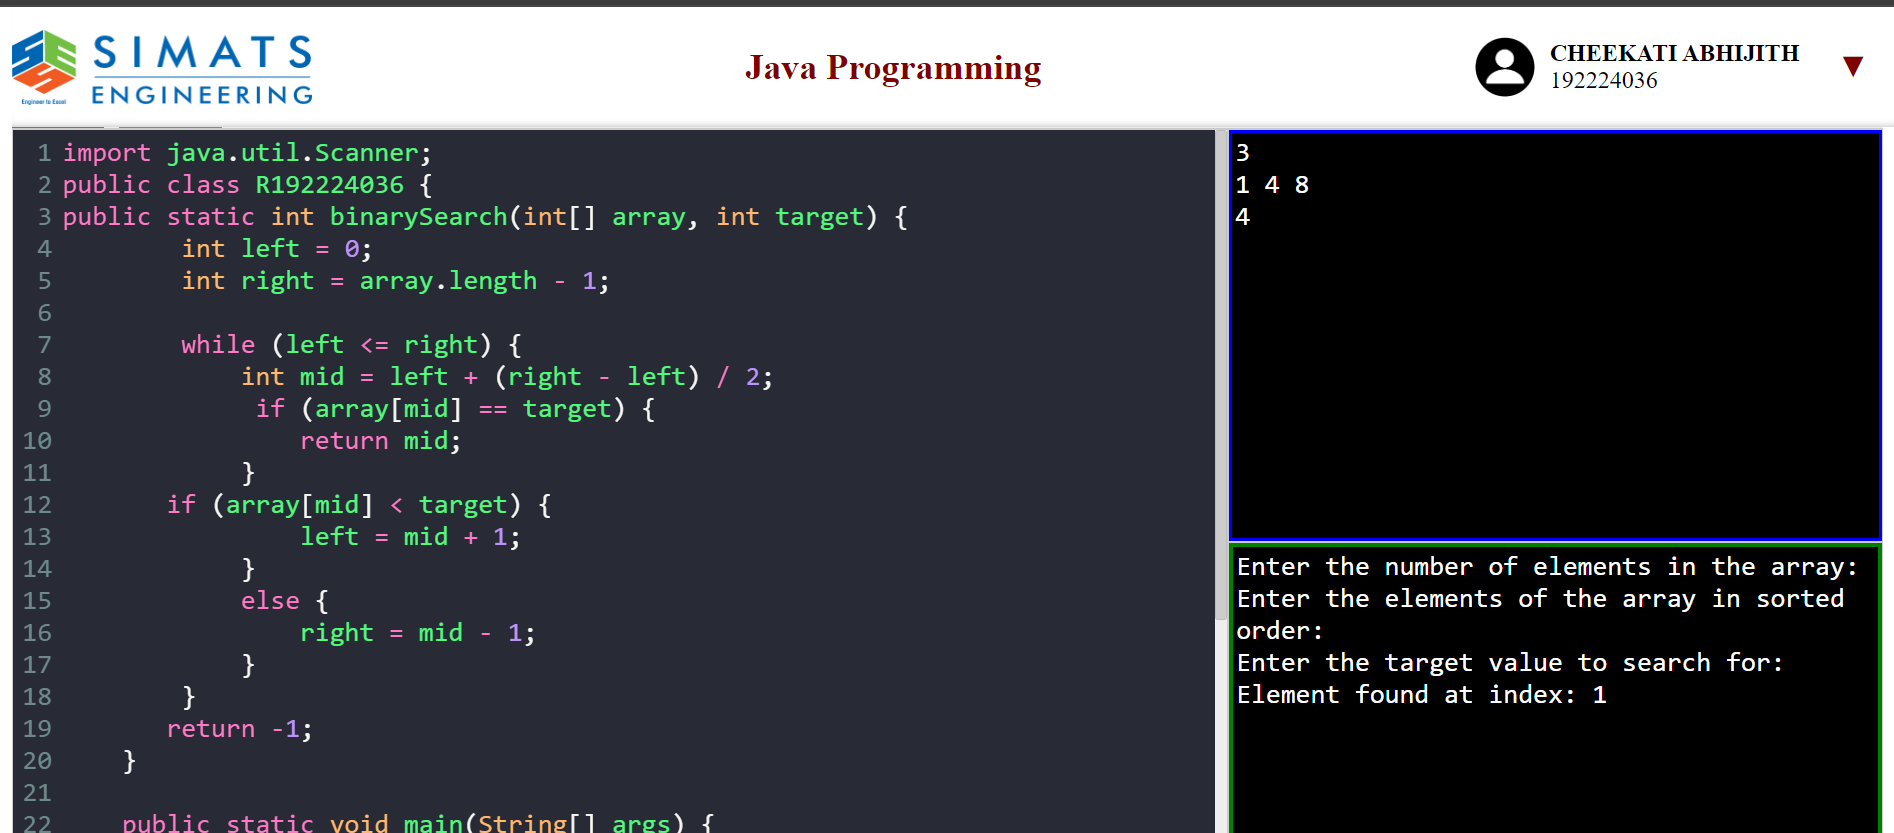 SIMATS
ENGINEERING
Engineer to Excel
Java Programming
CHEEKATI ABHIJITH
192224036
1 import java.util.Scanner;
2 public class R192224036 {
3 public static int binarySearch(int[] array, int target) {
4         int left = 0;
5         int right = array.length - 1;
6
7         while (left <= right) {
8             int mid = left + (right - left) / 2;
9              if (array[mid] == target) {
10                 return mid;
11             }
12        if (array[mid] < target) {
13                 left = mid + 1;
14             }
15             else {
16                 right = mid - 1;
17             }
18         }
19        return -1;
20     }
21
22     public static void main(String[] args) {
3
1 4 8
4
Enter the number of elements in the array:
Enter the elements of the array in sorted
order:
Enter the target value to search for:
Element found at index: 1